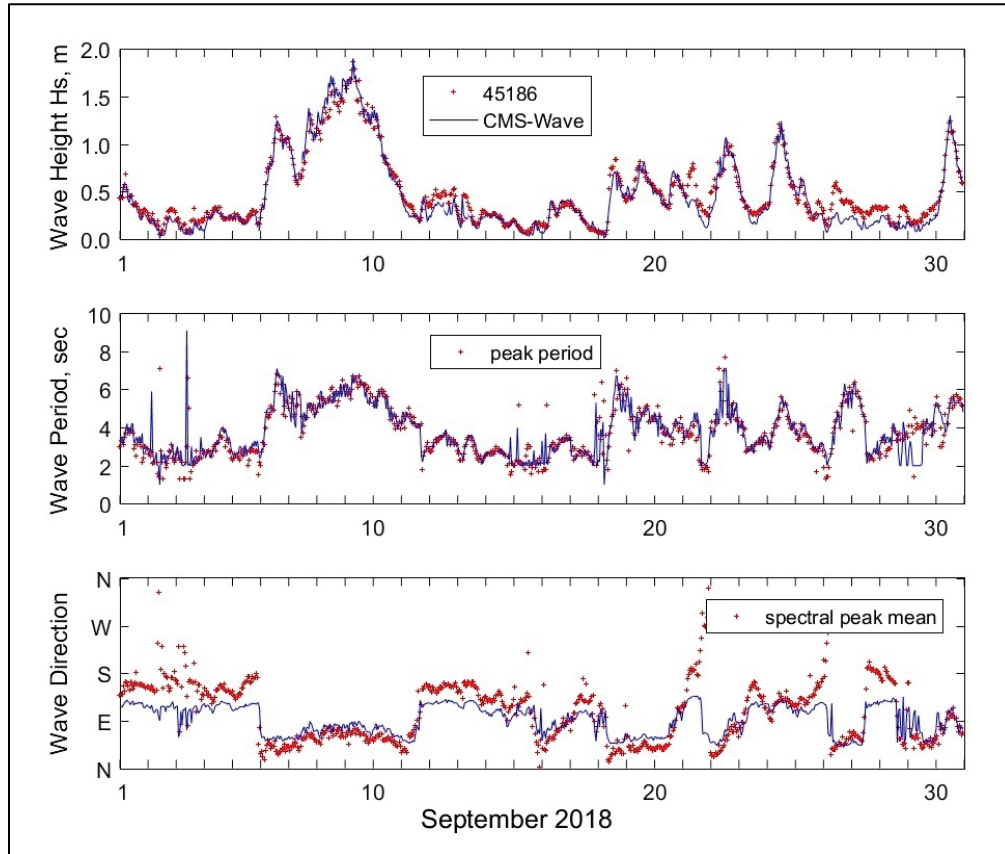 Wave Height Hs, m
2.0
1.5
1.0
0.5
0.0
45186
CMS-Wave
1 10 20 30
Wave Period, sec
10
8
6
4
2
0
peak period
1 10 20 30
Wave Direction
N
W
S
E
N
spectral peak mean
1 10 20 30
September 2018